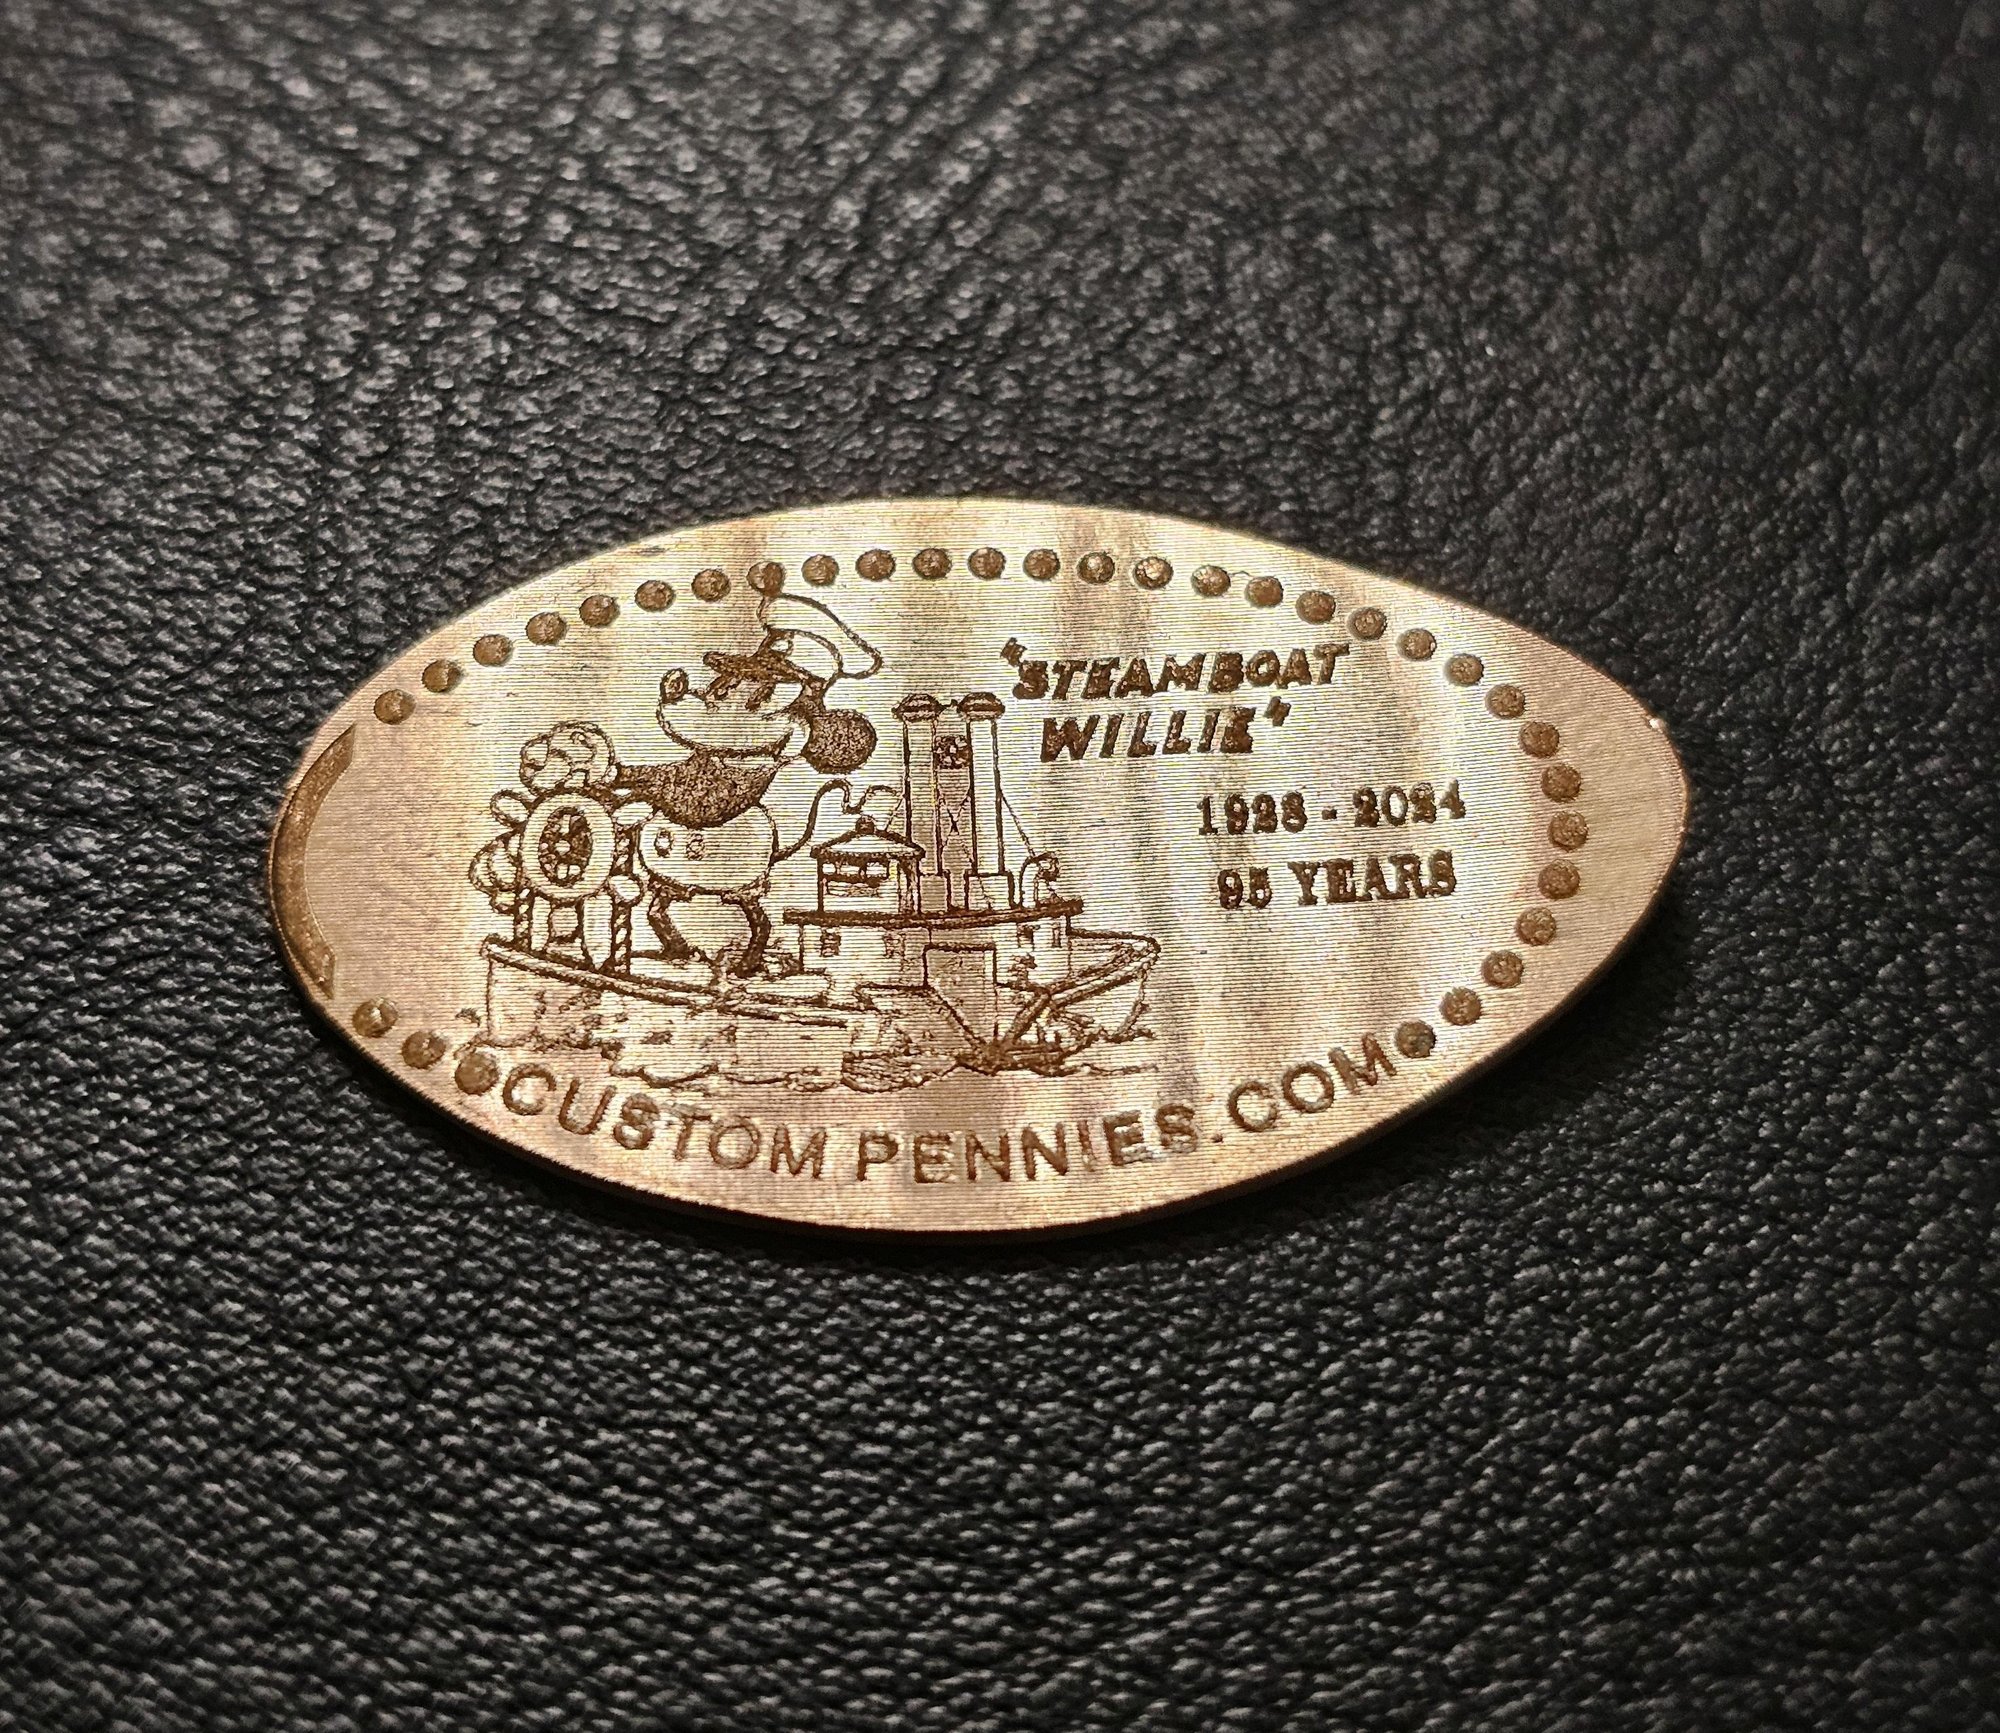 "STEAMBOAT
WILLIE"
1928 - 2024
95 YEARS
CUSTOM PENNIES.COM